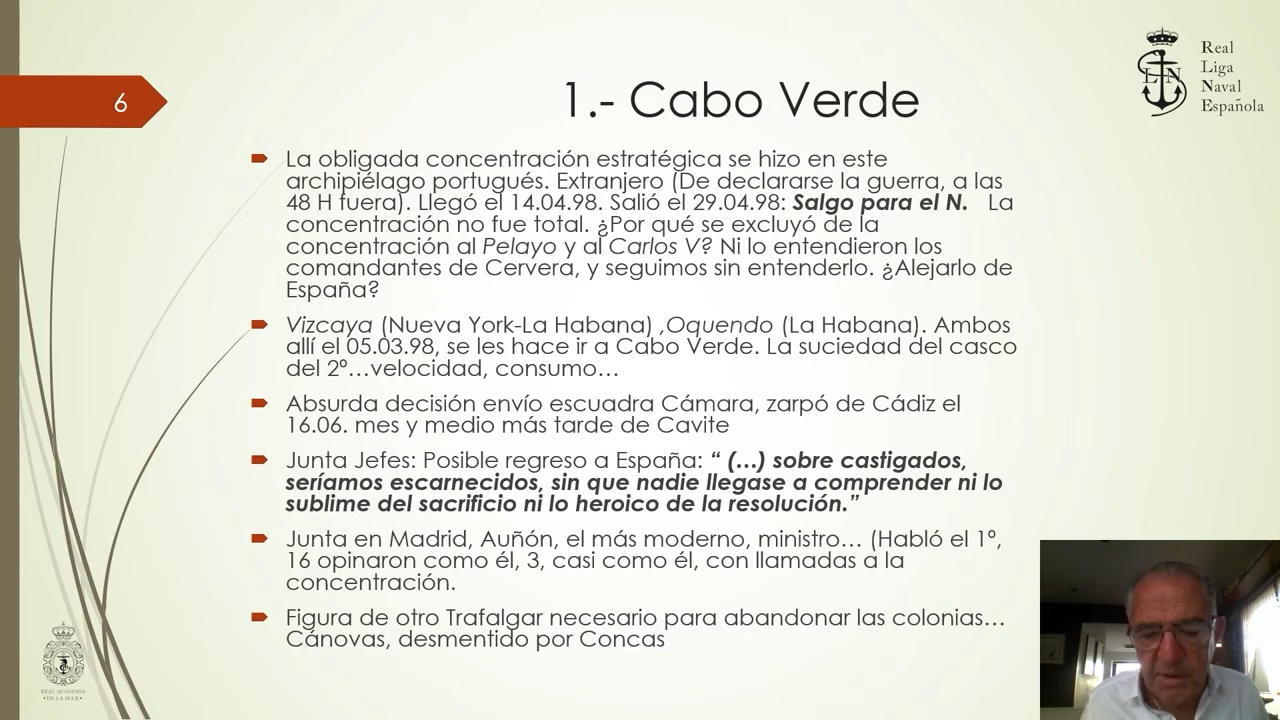 6
1.- Cabo Verde
Real
Liga
Naval
Española
LN
La obligada concentración estratégica se hizo en este
archipiélago portugués. Extranjero (De declararse la guerra, a las
48 H fuera). Llegó el 14.04.98. Salió el 29.04.98: Salgo para el N. La
concentración no fue total. ¿Por qué se excluyó de la
concentración al Pelayo y al Carlos V? Ni lo entendieron los
comandantes de Cervera, y seguimos sin entenderlo. ¿Alejarlo de
España?
Vizcaya (Nueva York-La Habana) ,Oquendo (La Habana). Ambos
allí el 05.03.98, se les hace ir a Cabo Verde. La suciedad del casco
del 2º…velocidad, consumo…
Absurda decisión envío escuadra Cámara, zarpó de Cádiz el
16.06. mes y medio más tarde de Cavite
Junta Jefes: Posible regreso a España: “ (…) sobre castigados,
seríamos escarnecidos, sin que nadie llegase a comprender ni lo
sublime del sacrificio ni lo heroico de la resolución.”
Junta en Madrid, Auñón, el más moderno, ministro… (Habló el 1º,
16 opinaron como él, 3, casi como él, con llamadas a la
concentración.
Figura de otro Trafalgar necesario para abandonar las colonias…
Cánovas, desmentido por Concas
REAL ACADEMIA
• DE LA MAR •